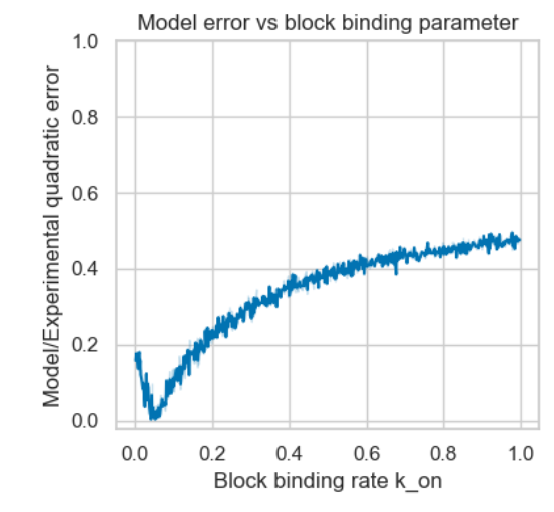 Model error vs block binding parameter
Model/Experimental quadratic error
1.0
0.8
0.6
0.4
0.2
0.0
0.0 0.2 0.4 0.6 0.8 1.0
Block binding rate k_on